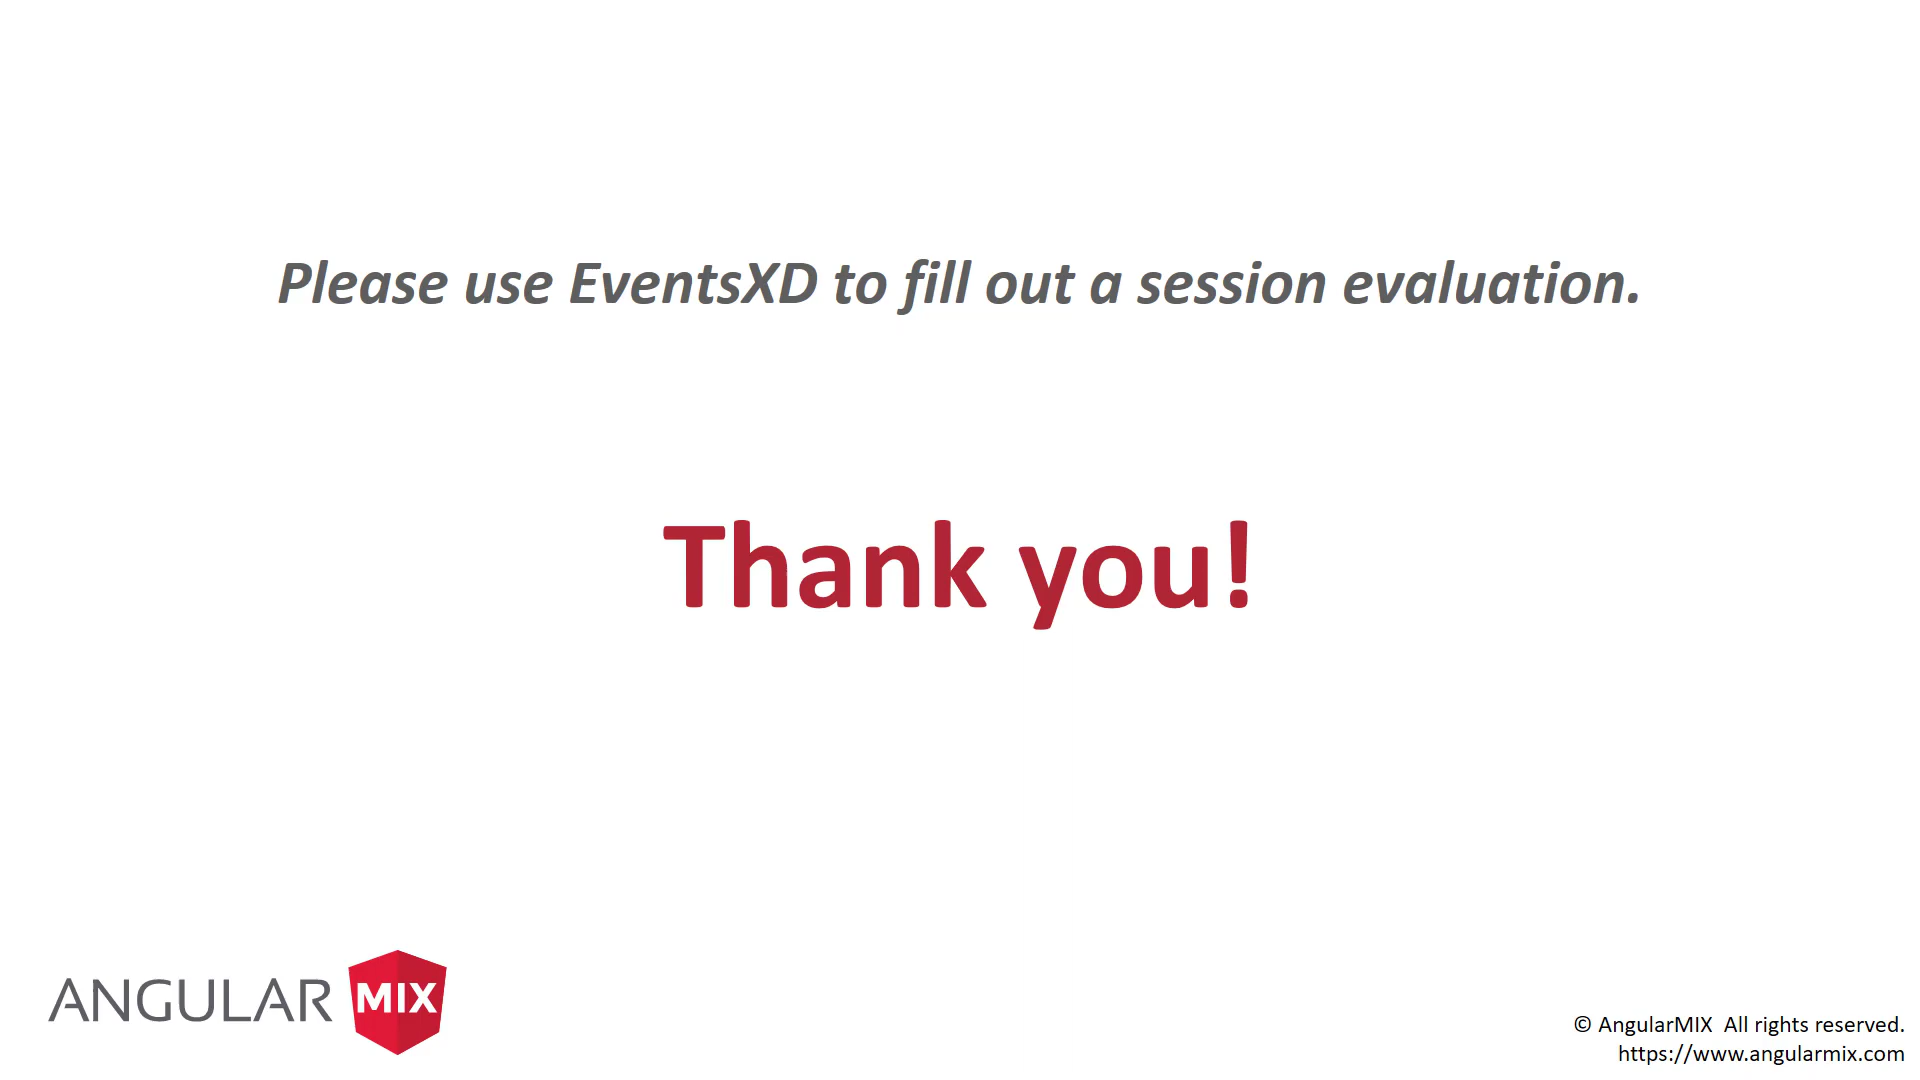 Please use EventsXD to fill out a session evaluation.
Thank you!
ANGULAR MIX
© AngularMIX  All rights reserved.
https://www.angularmix.com